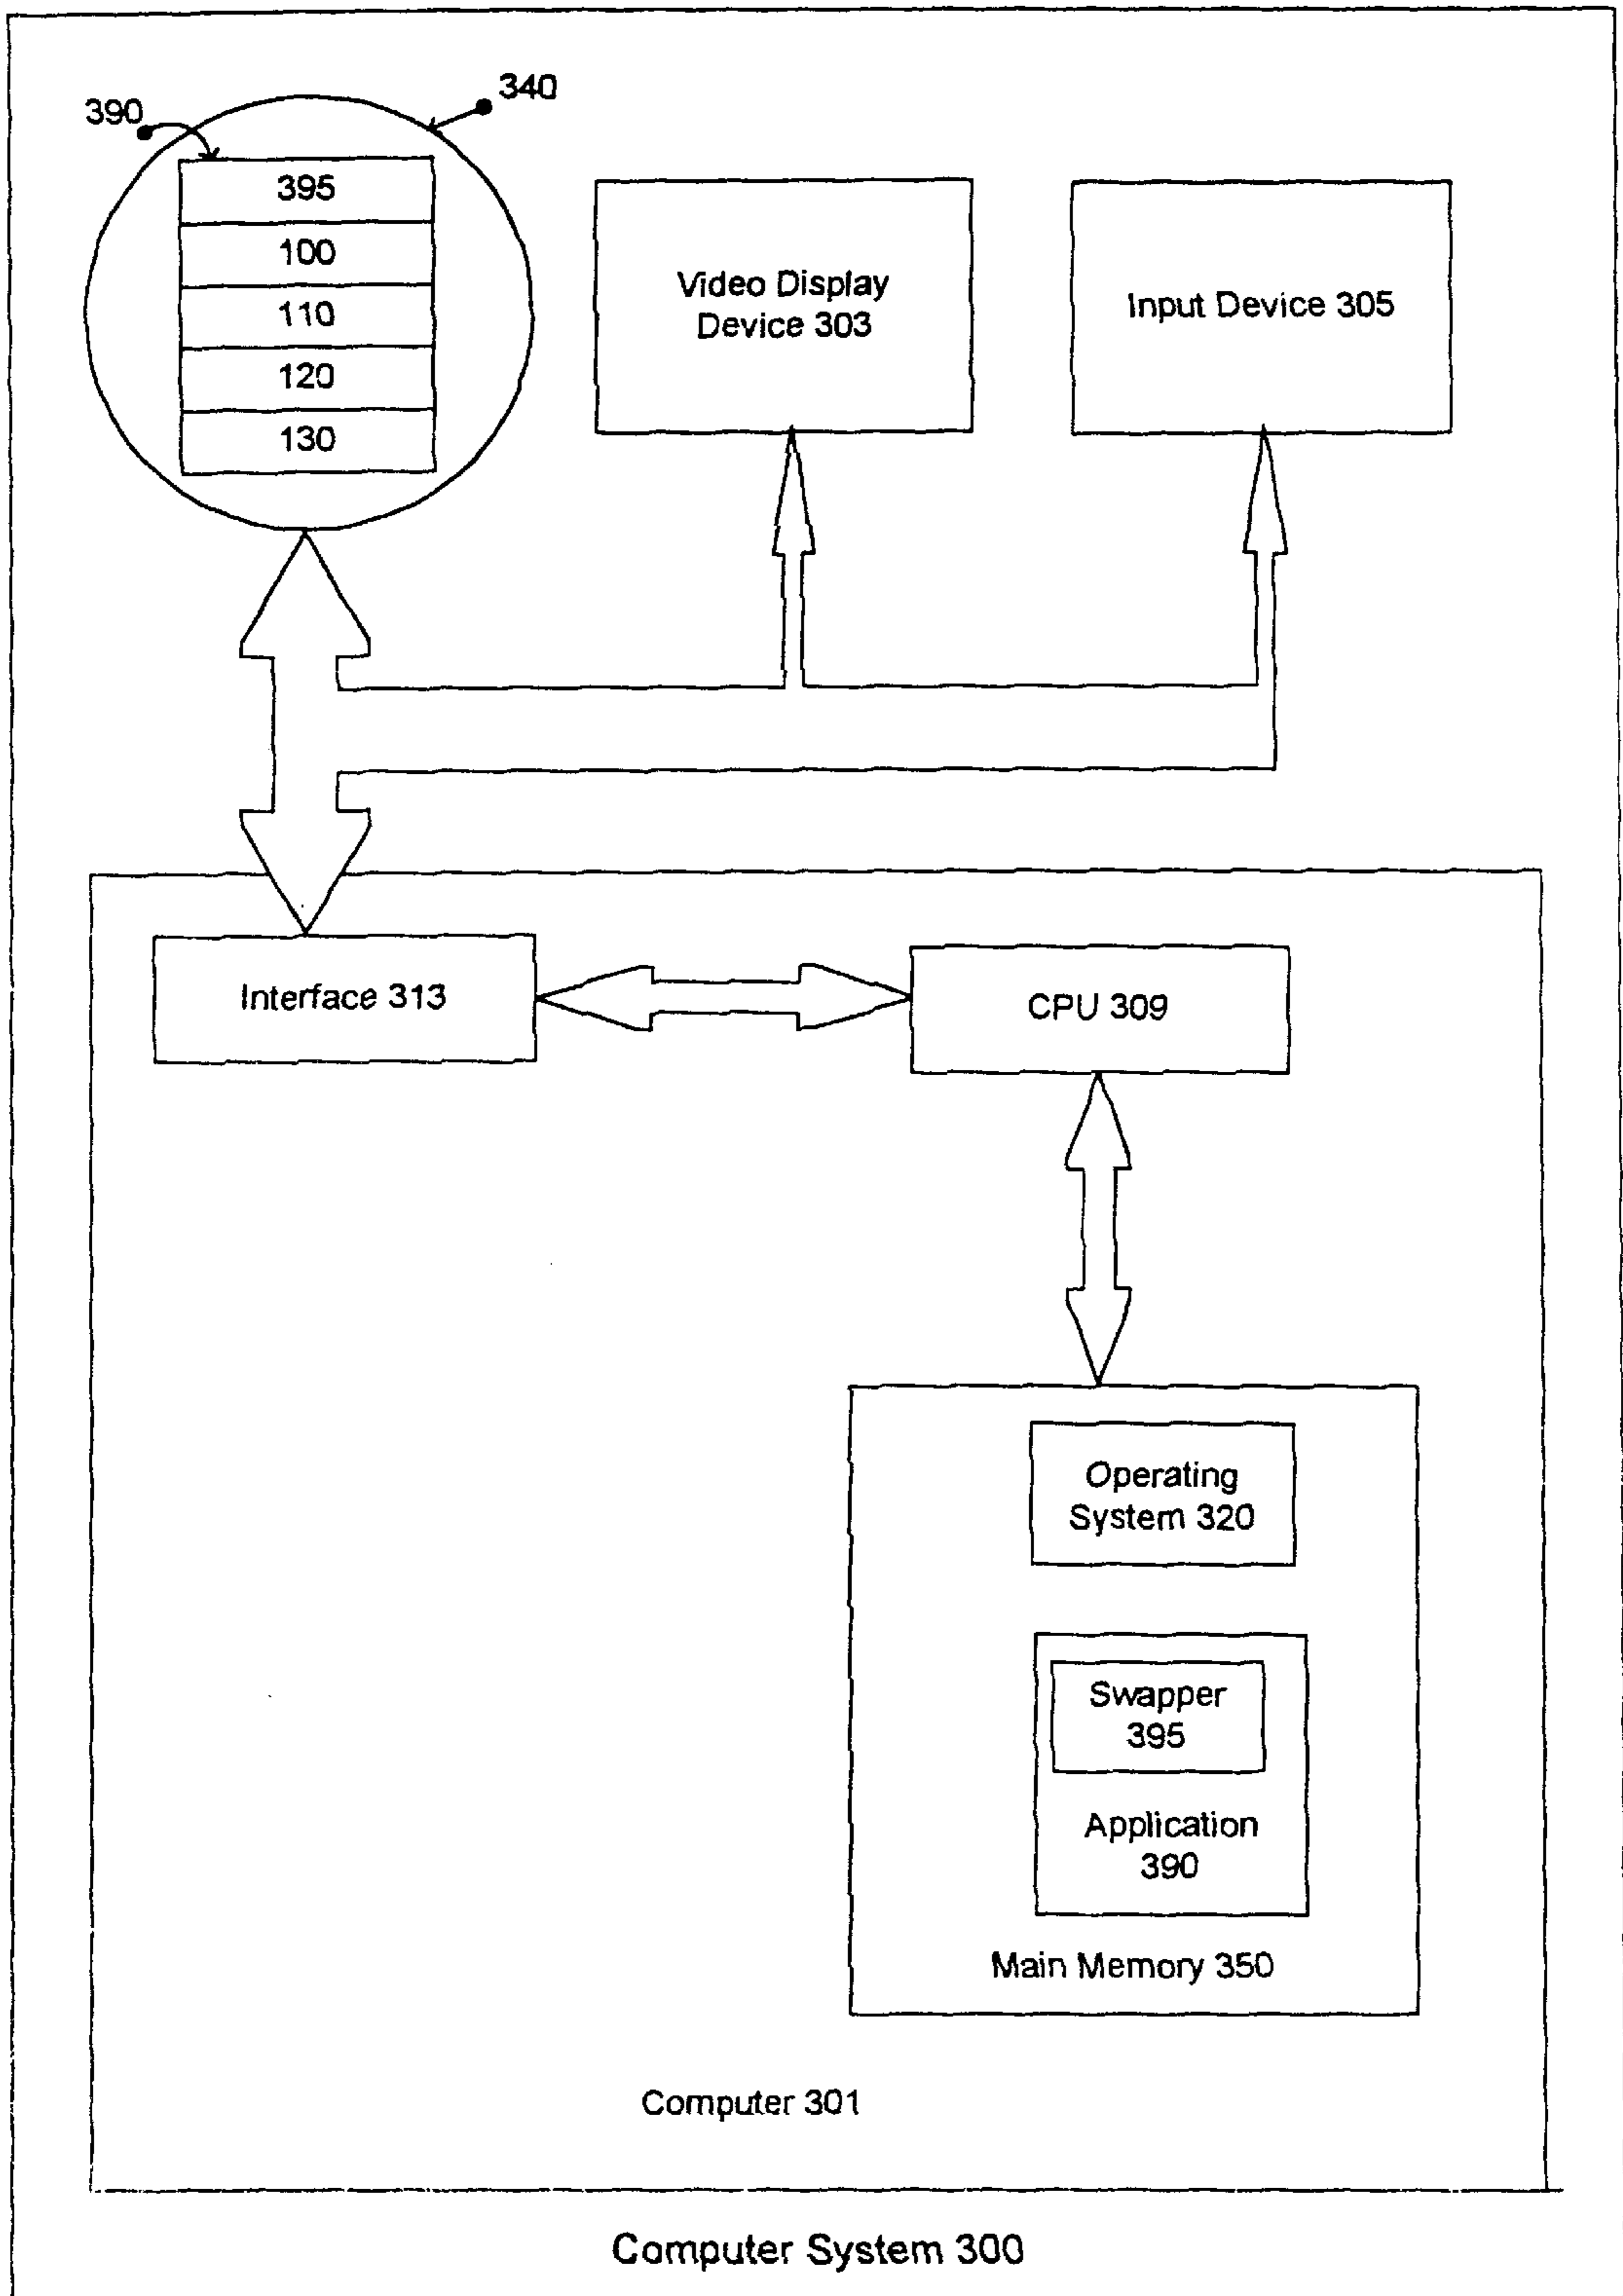 340
390
395
100
110
120
130
Video Display
Device 303
Input Device 305
Interface 313
CPU 309
Operating
System 320
Swapper
395
Application
390
Main Memory 350
Computer 301
Computer System 300